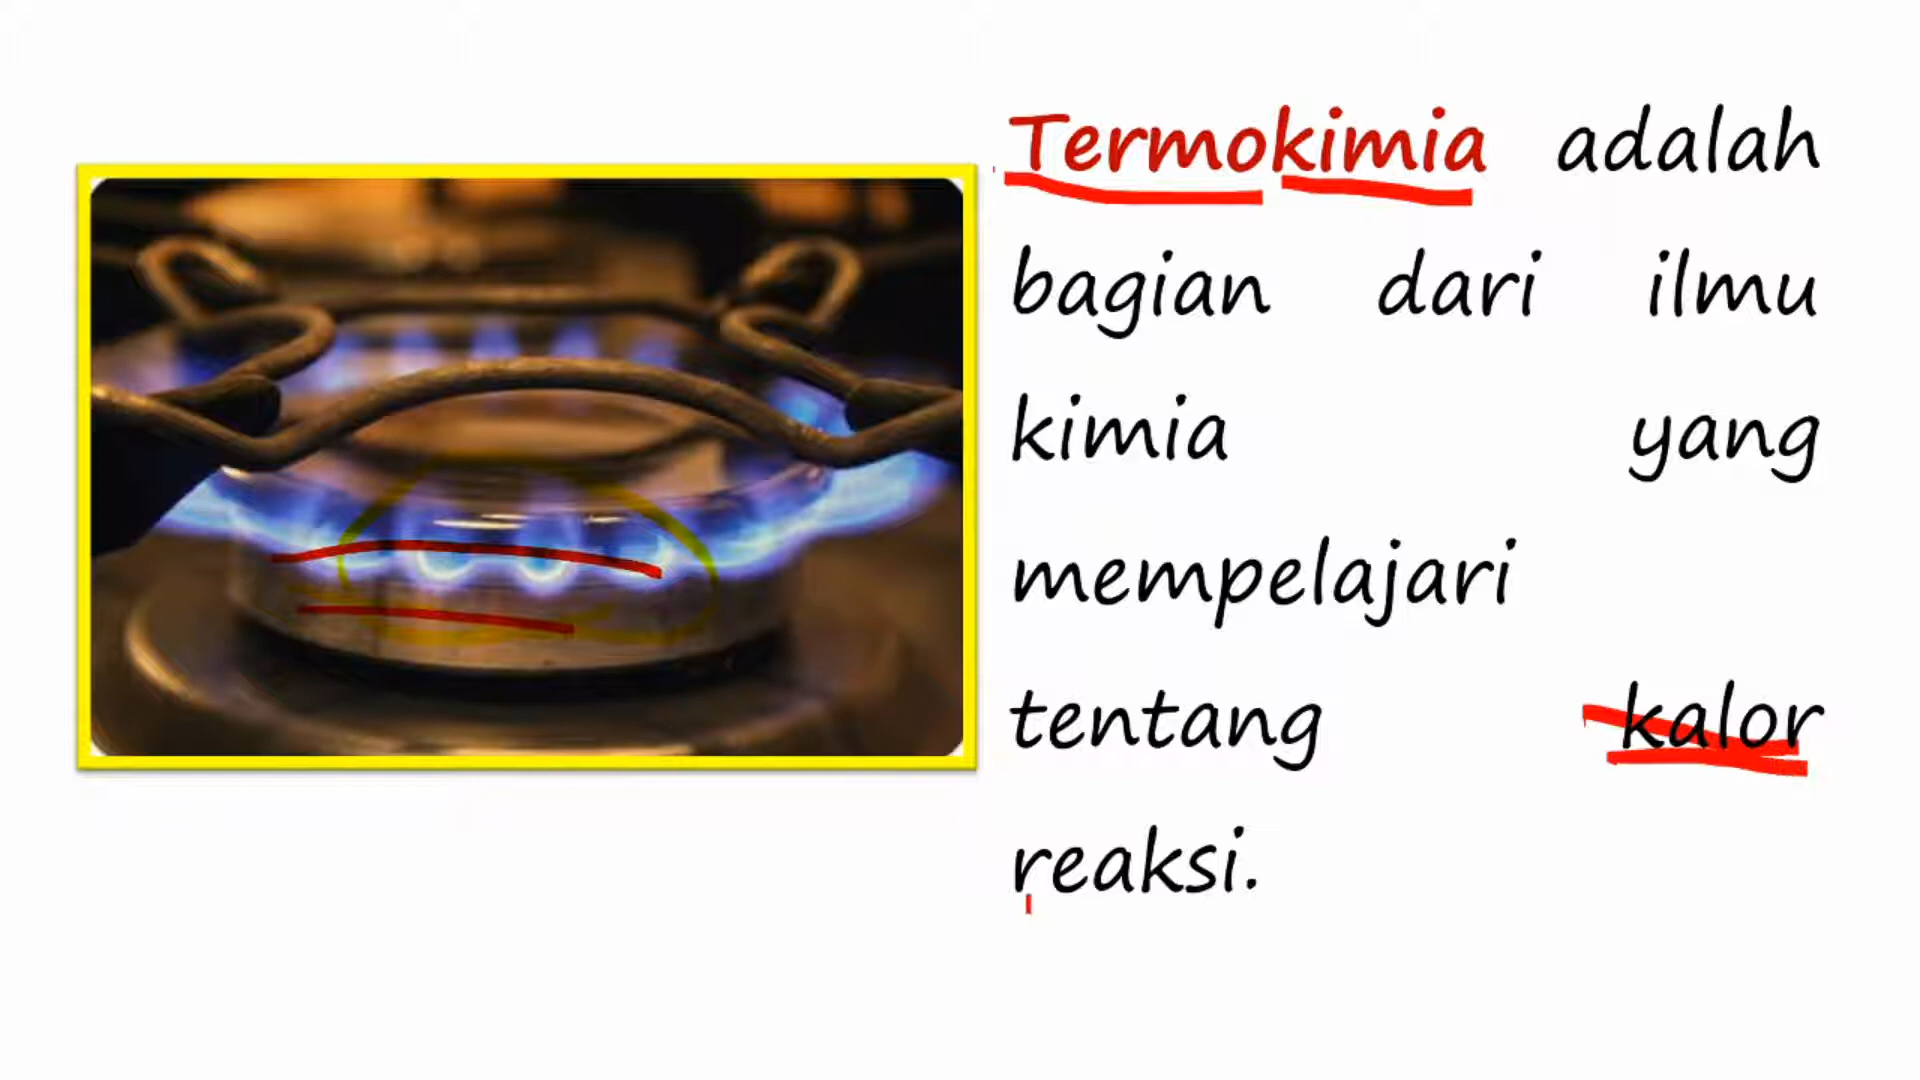 Termokimia adalah
bagian dari ilmu
kimia yang
mempelajari
tentang kalor
reaksi.